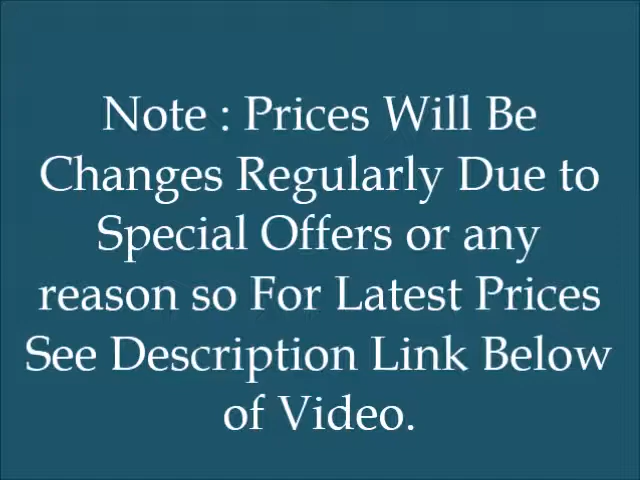 Note : Prices Will Be
Changes Regularly Due to
Special Offers or any
reason so For Latest Prices
See Description Link Below
of Video.